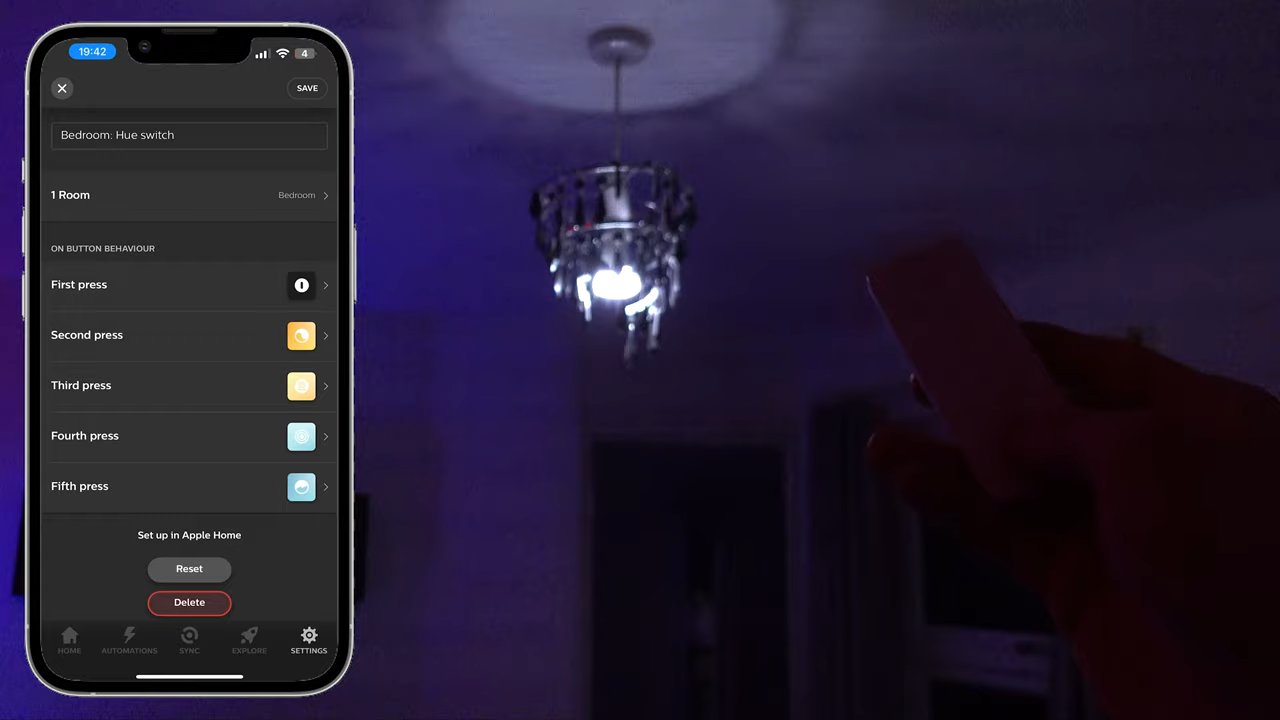 19:42
4
SAVE
Bedroom: Hue switch
1 Room
Bedroom
ON BUTTON BEHAVIOUR
First press
Second press
Third press
Fourth press
Fifth press
Set up in Apple Home
Reset
Delete
HOME
AUTOMATIONS
SYNC
EXPLORE
SETTINGS